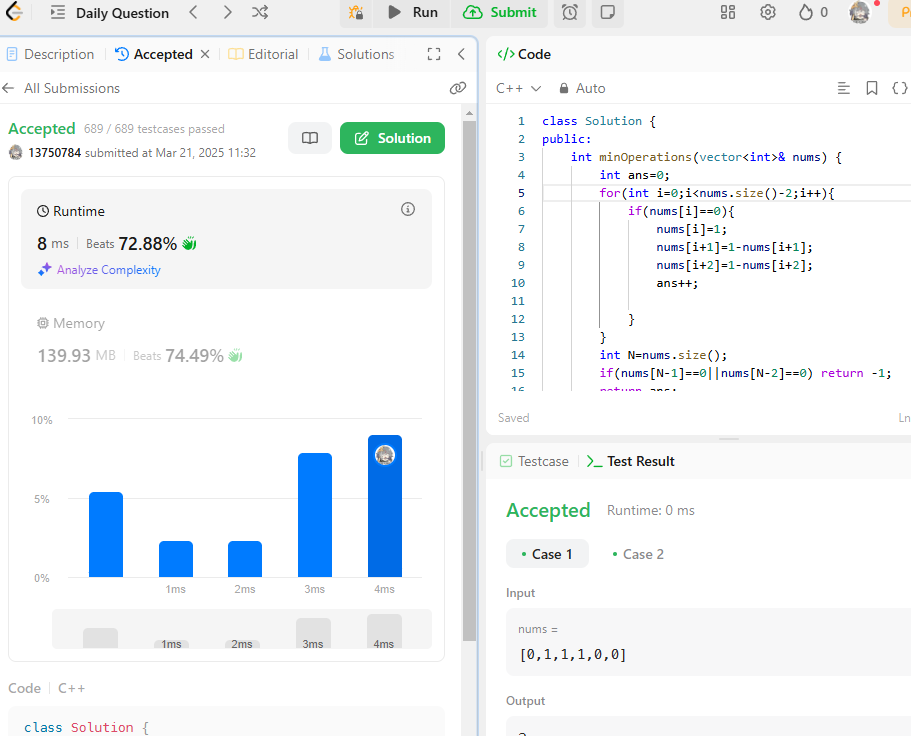 Daily Question
Run
Submit
0
Description
Accepted
Editorial
Solutions
All Submissions
Accepted 689 / 689 testcases passed
13750784 submitted at Mar 21, 2025 11:32
Solution
Runtime
8 ms Beats 72.88%
Analyze Complexity
Memory
139.93 MB Beats 74.49%
10%
5%
0%
1ms 2ms 3ms 4ms
1ms 2ms 3ms 4ms
Code C++
class Solution {
</> Code
C++ Auto
1 class Solution {
2 public:
3 int minOperations(vector<int>& nums) {
4 int ans=0;
5 for(int i=0;i<nums.size()-2;i++){
6 if(nums[i]==0){
7 nums[i]=1;
8 nums[i+1]=1-nums[i+1];
9 nums[i+2]=1-nums[i+2];
10 ans++;
11
12 }
13 }
14 int N=nums.size();
15 if(nums[N-1]==0||nums[N-2]==0) return -1;
16 return ans;
Saved
Ln
Testcase
Test Result
Accepted Runtime: 0 ms
Case 1
Case 2
Input
nums =
[0,1,1,1,0,0]
Output